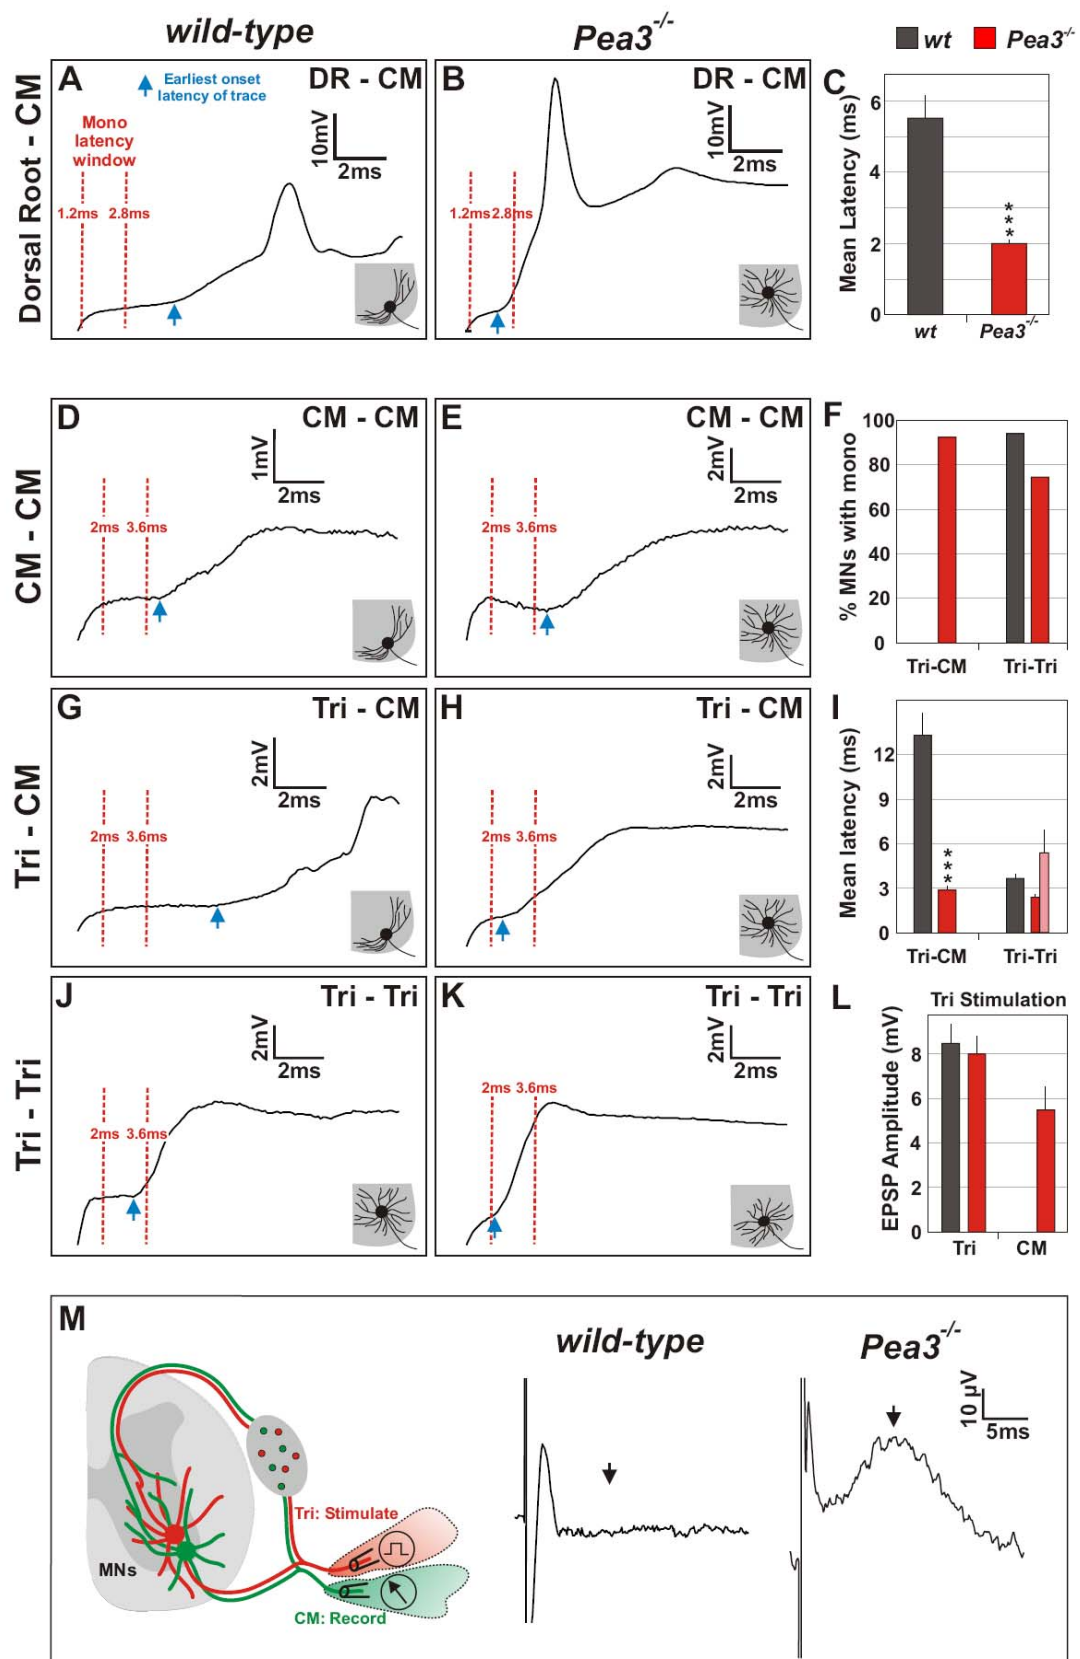 wild-type
Pea3-/-
wt
Pea3-/-
Dorsal Root - CM
A
Earliest onset
latency of trace
DR - CM
Mono
latency
window
1.2ms
2.8ms
10mV
2ms
B
DR - CM
1.2ms
2.8ms
10mV
2ms
C
Mean Latency (ms)
6
4
2
0
***
wt
Pea3-/-
CM - CM
D
CM - CM
1mV
2ms
2ms
3.6ms
E
CM - CM
2mV
2ms
2ms
3.6ms
F
% MNs with mono
100
80
60
40
20
0
Tri-CM
Tri-Tri
Tri - CM
G
Tri - CM
2mV
2ms
2ms
3.6ms
H
Tri - CM
2mV
2ms
2ms
3.6ms
I
Mean latency (ms)
12
9
6
3
0
***
Tri-CM
Tri-Tri
Tri - Tri
J
Tri - Tri
2mV
2ms
2ms
3.6ms
K
Tri - Tri
2mV
2ms
2ms
3.6ms
L
Tri Stimulation
EPSP Amplitude (mV)
8
6
4
2
0
Tri
CM
M
wild-type
Pea3-/-
10 µV
5ms
Tri: Stimulate
MNs
CM: Record